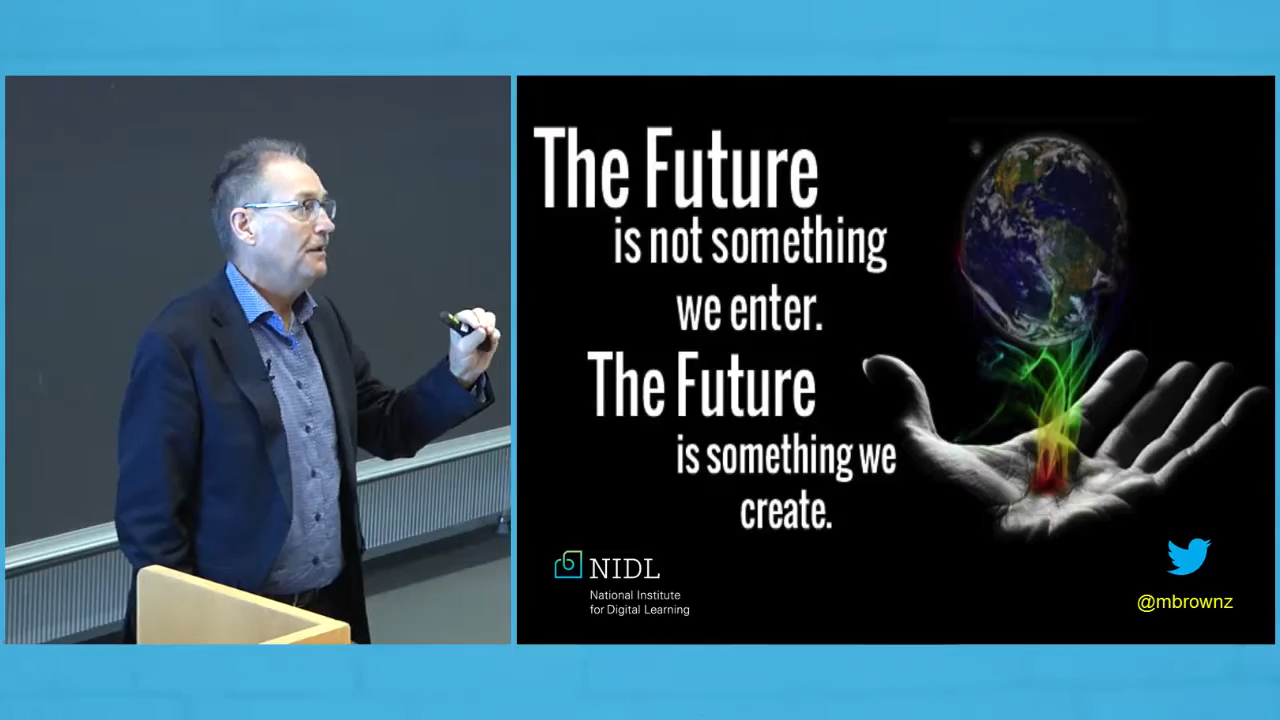 The Future
is not something
we enter.
The Future
is something we
create.
NIDL
National Institute
for Digital Learning
@mbrownz